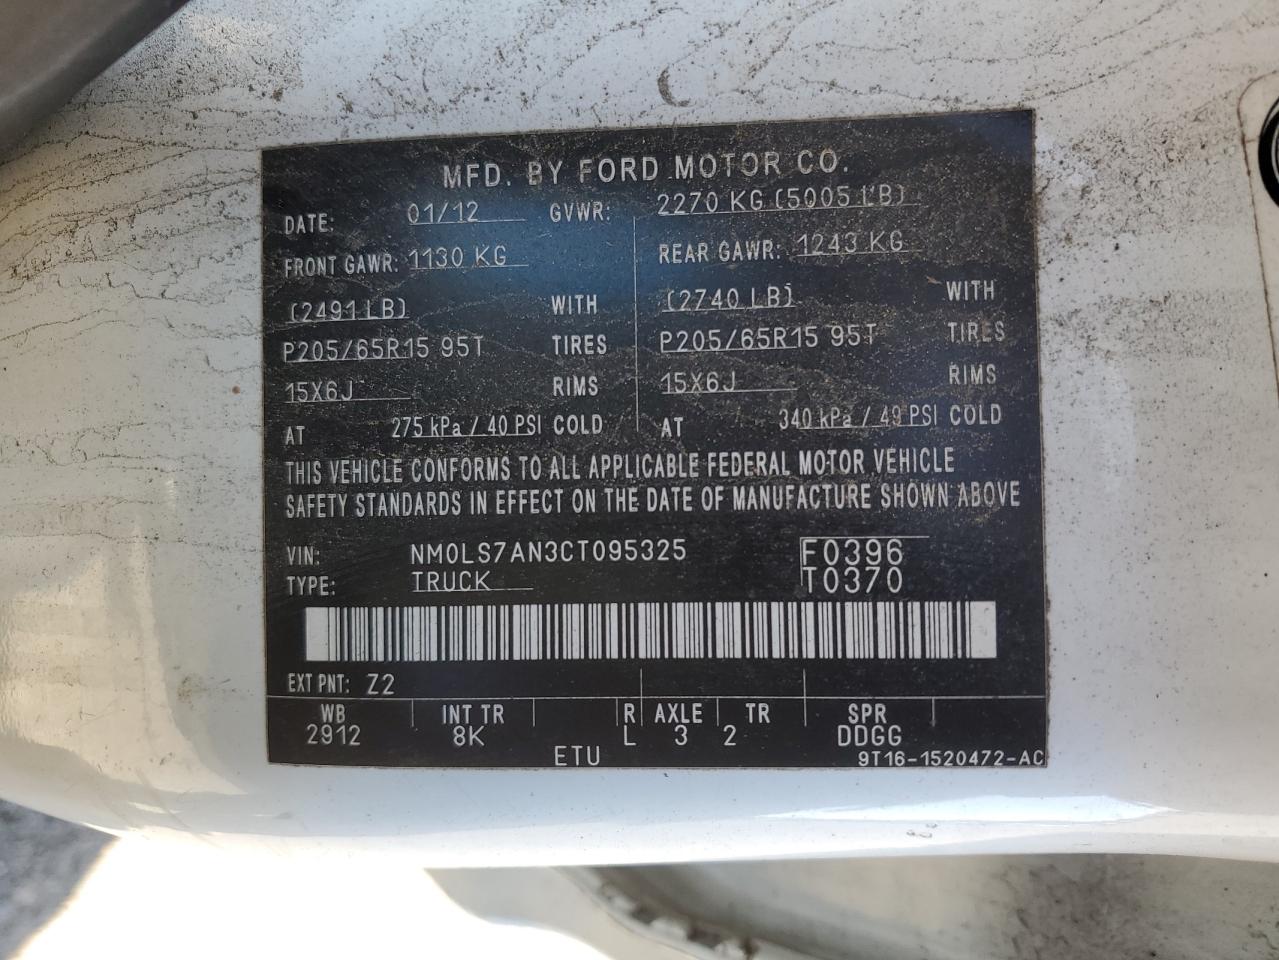 MFD. BY FORD MOTOR CO.
DATE: 01/12 GVWR: 2270 KG (5005 LB)
FRONT GAWR: 1130 KG REAR GAWR: 1243 KG
(2491 LB) WITH (2740 LB) WITH
P205/65R15 95T TIRES P205/65R15 95T TIRES
15X6J RIMS 15X6J RIMS
AT 275 kPa / 40 PSI COLD AT 340 kPa / 49 PSI COLD
THIS VEHICLE CONFORMS TO ALL APPLICABLE FEDERAL MOTOR VEHICLE
SAFETY STANDARDS IN EFFECT ON THE DATE OF MANUFACTURE SHOWN ABOVE
VIN: NM0LS7AN3CT095325 F0396
TYPE: TRUCK T0370
EXT PNT: Z2
WB INT TR R AXLE TR SPR
2912 8K L 3 2 DDGG
ETU 9T16-1520472-AC